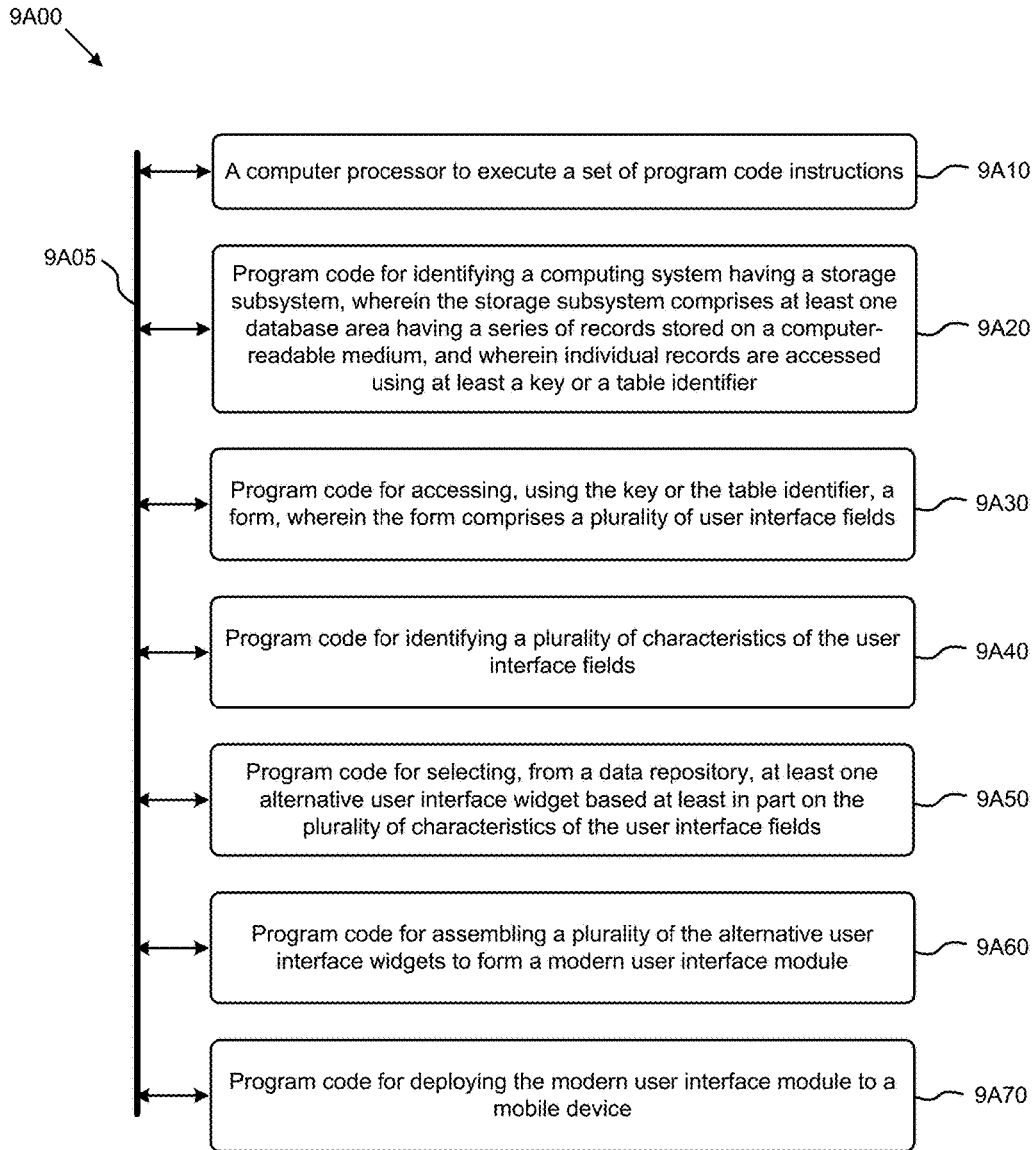 9A00
A computer processor to execute a set of program code instructions
9A10
9A05
Program code for identifying a computing system having a storage
subsystem, wherein the storage subsystem comprises at least one
database area having a series of records stored on a computer-
readable medium, and wherein individual records are accessed
using at least a key or a table identifier
9A20
Program code for accessing, using the key or the table identifier, a
form, wherein the form comprises a plurality of user interface fields
9A30
Program code for identifying a plurality of characteristics of the user
interface fields
9A40
Program code for selecting, from a data repository, at least one
alternative user interface widget based at least in part on the
plurality of characteristics of the user interface fields
9A50
Program code for assembling a plurality of the alternative user
interface widgets to form a modern user interface module
9A60
Program code for deploying the modern user interface module to a
mobile device
9A70